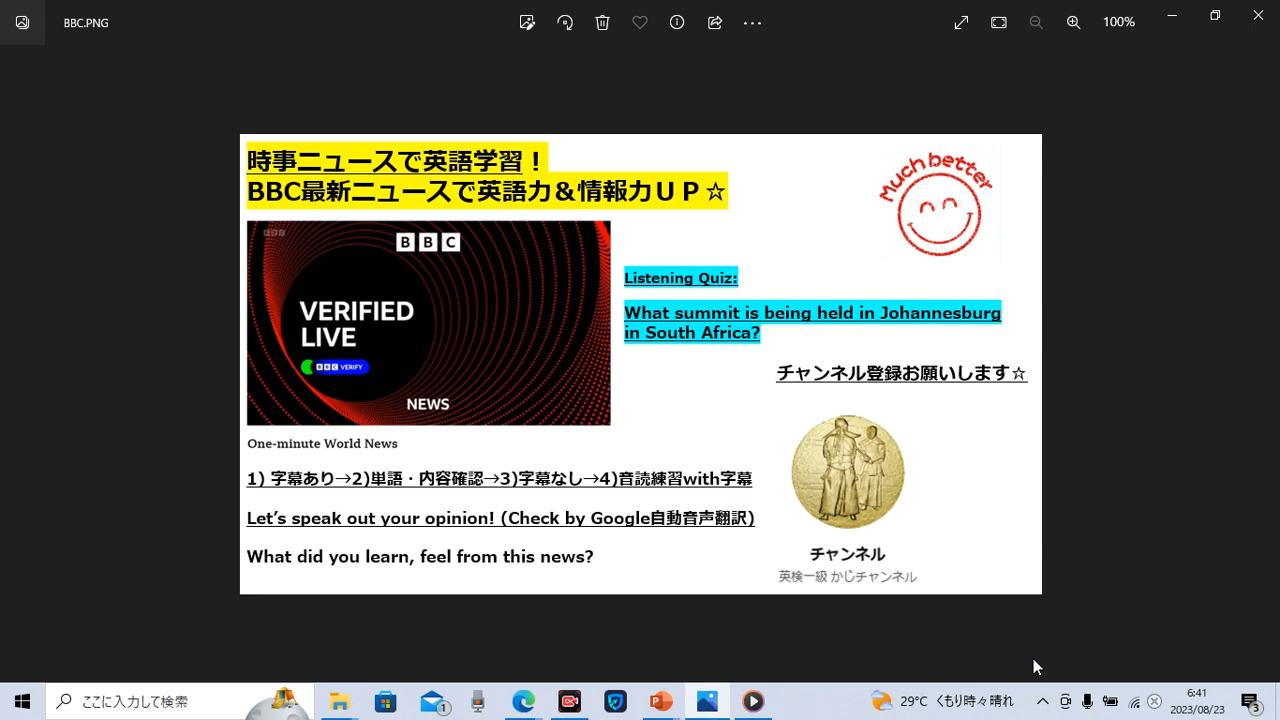 BBC.PNG
100%
時事ニュースで英語学習！
BBC最新ニュースで英語力＆情報力ＵＰ☆
Much better
BBC
BBC
VERIFIED
LIVE
BBC VERIFY
NEWS
Listening Quiz:
What summit is being held in Johannesburg
in South Africa?
チャンネル登録お願いします☆
One-minute World News
1) 字幕あり→2)単語・内容確認→3)字幕なし→4)音読練習with字幕
Let’s speak out your opinion! (Check by Google自動音声翻訳)
What did you learn, feel from this news?
チャンネル
英検一級 かじチャンネル
ここに入力して検索
1
29°C くもり時々晴れ
6:41
2023/08/23
3